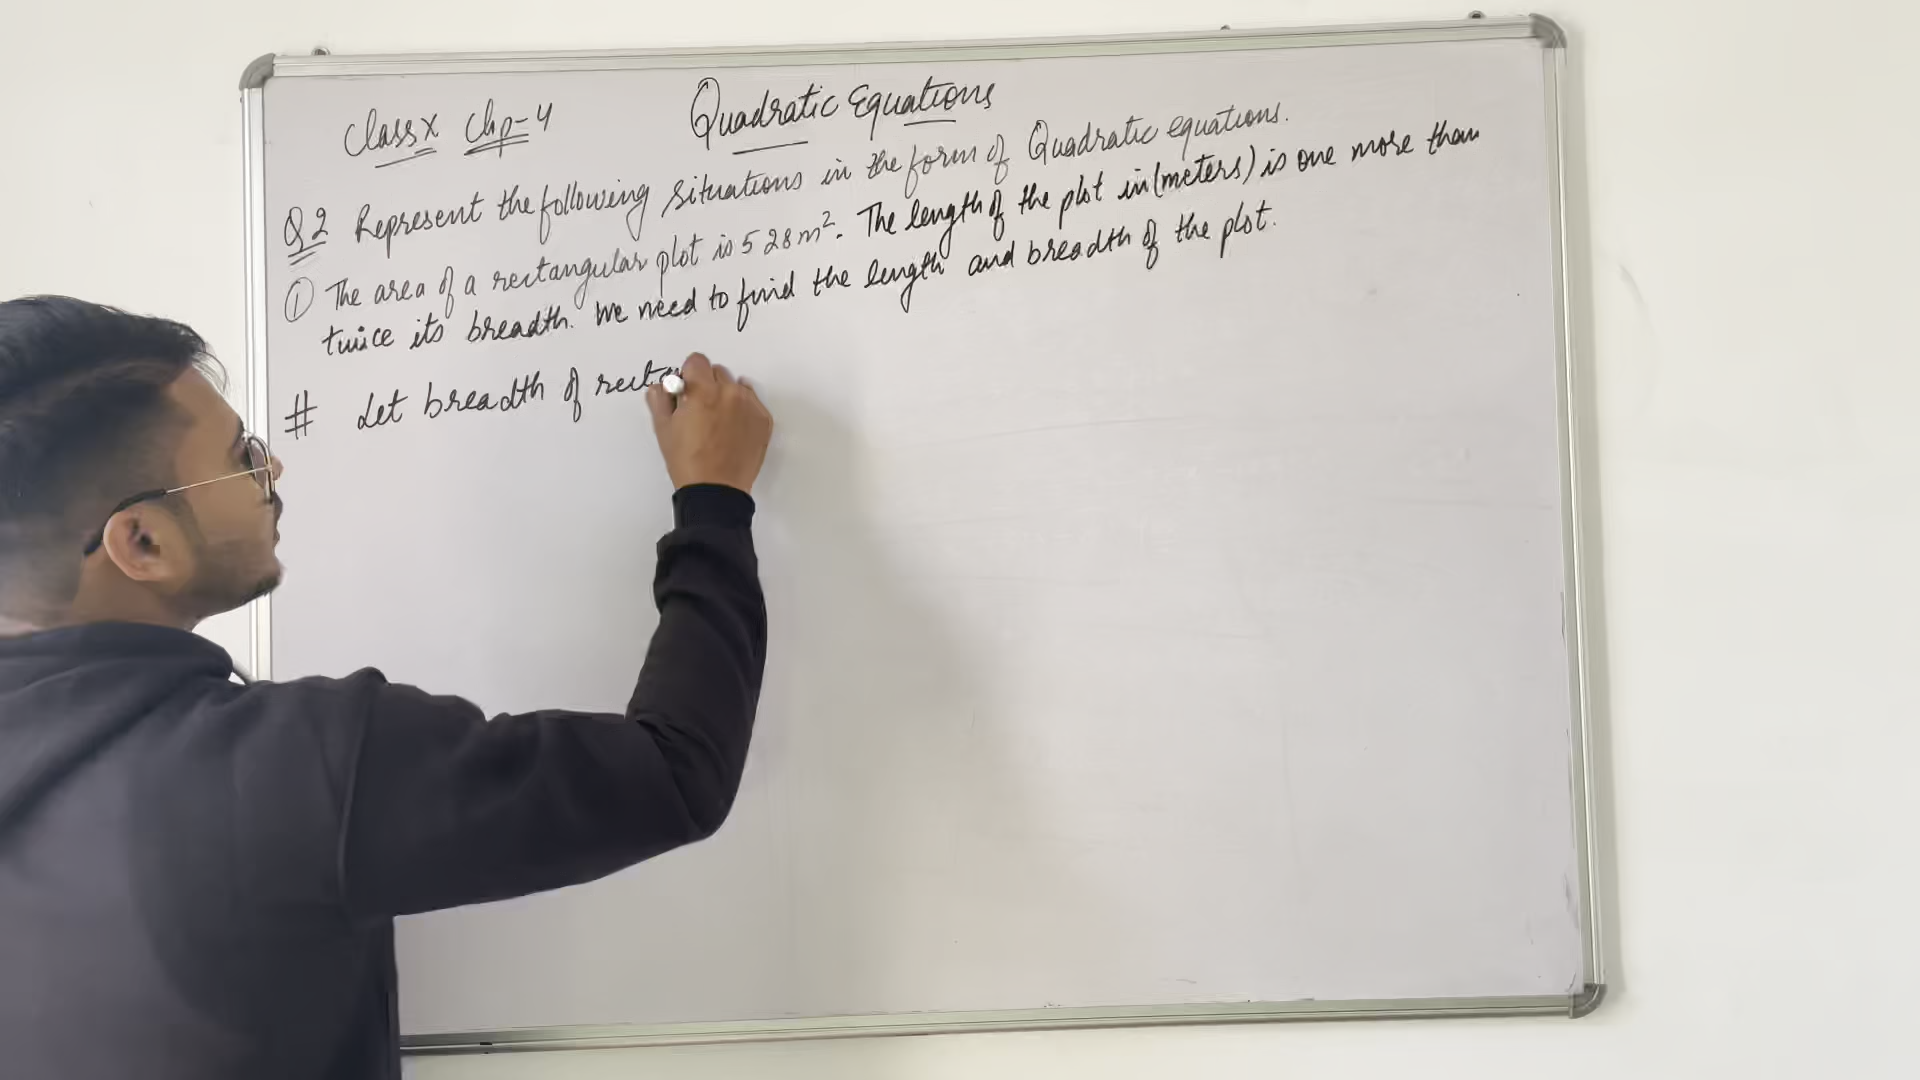 Class X Chp-4 Quadratic Equations
Q2 Represent the following situations in the form of Quadratic equations.
① The area of a rectangular plot is 528m². The length of the plot in(meters) is one more than
twice its breadth. We need to find the length and breadth of the plot.
# Let breadth of recta